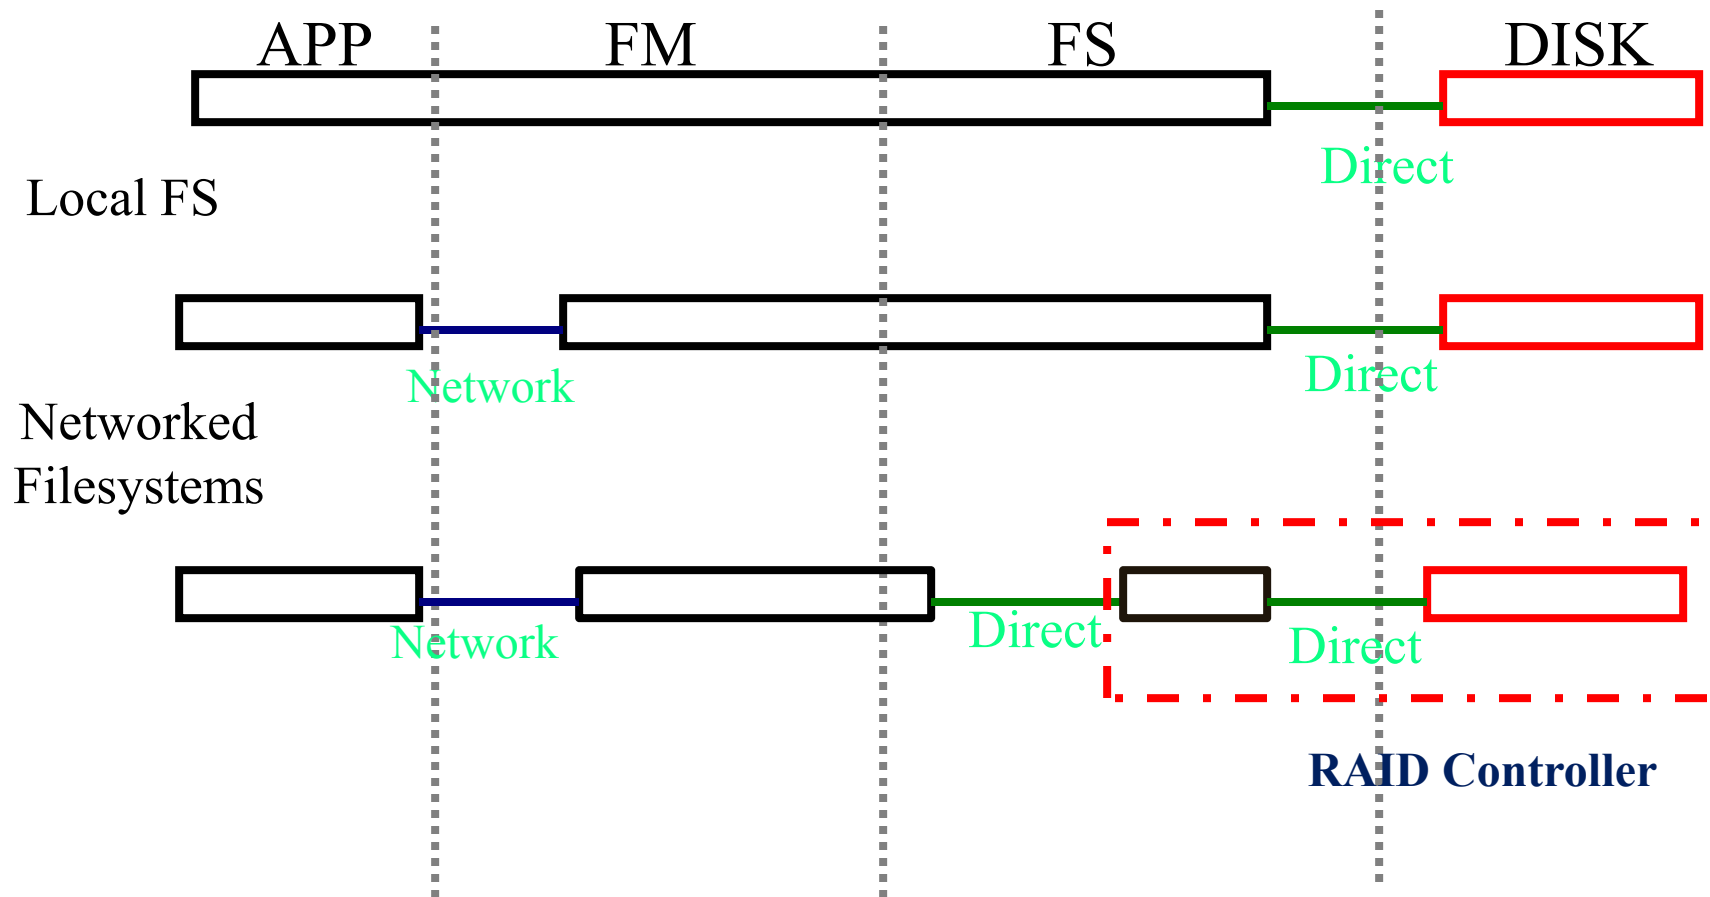 APP
FM
FS
DISK
Direct
Local FS
Network
Direct
Networked
Filesystems
Network
Direct
Direct
RAID Controller